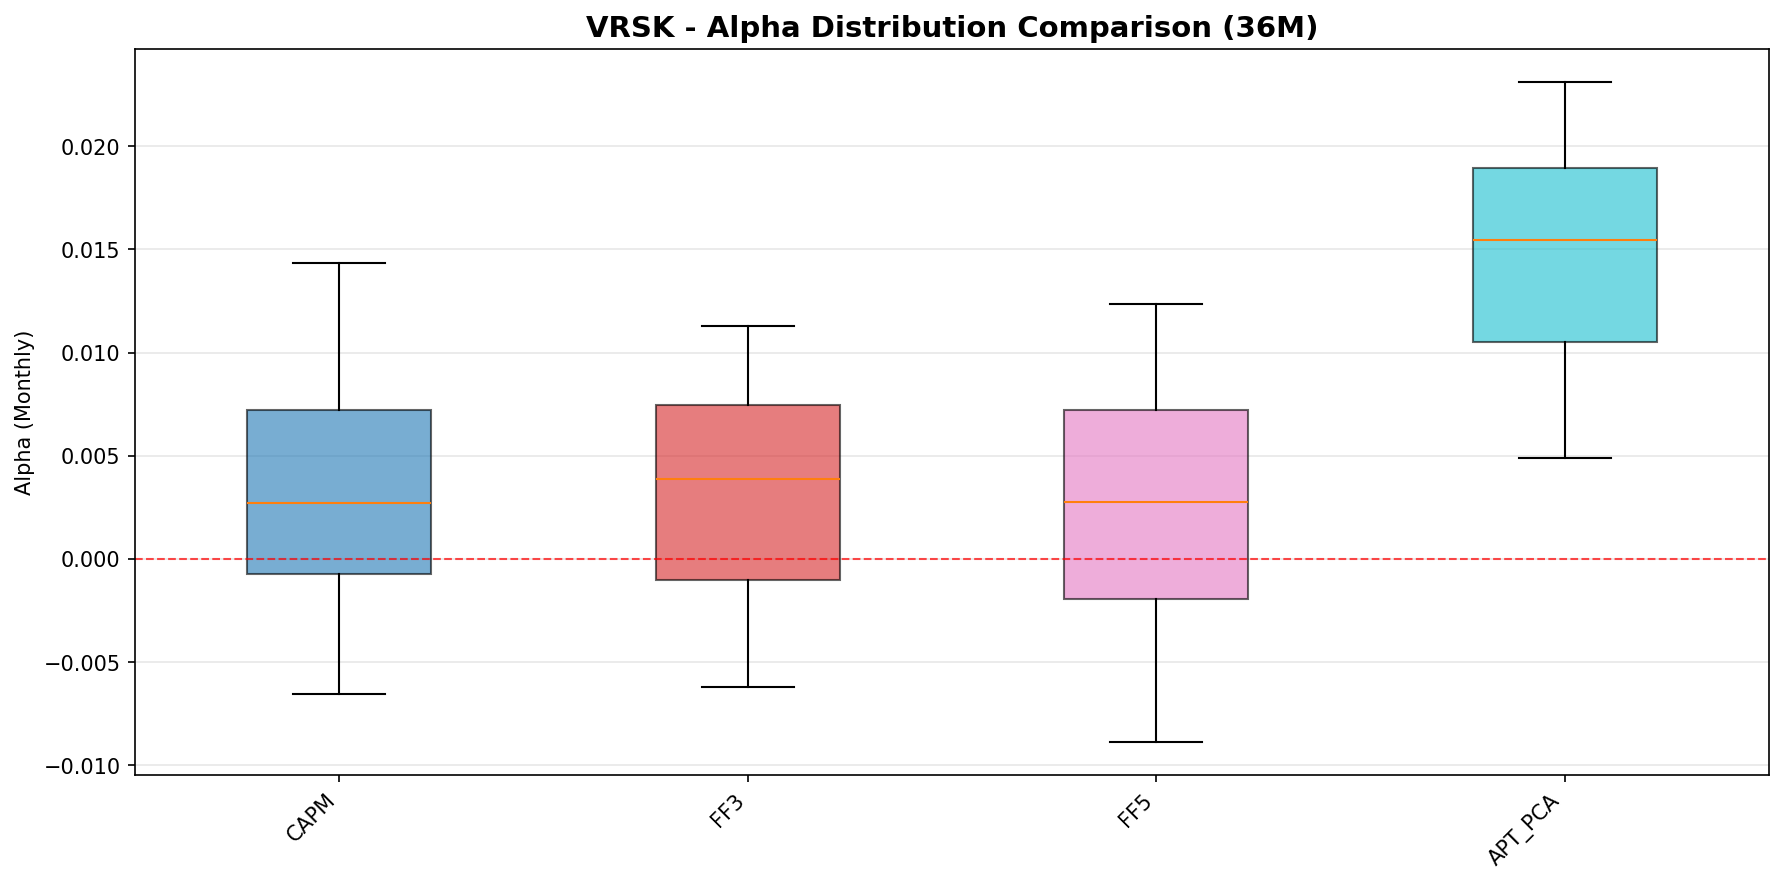 VRSK - Alpha Distribution Comparison (36M)
Alpha (Monthly)
0.020
0.015
0.010
0.005
0.000
−0.005
−0.010
CAPM
FF3
FF5
APT_PCA